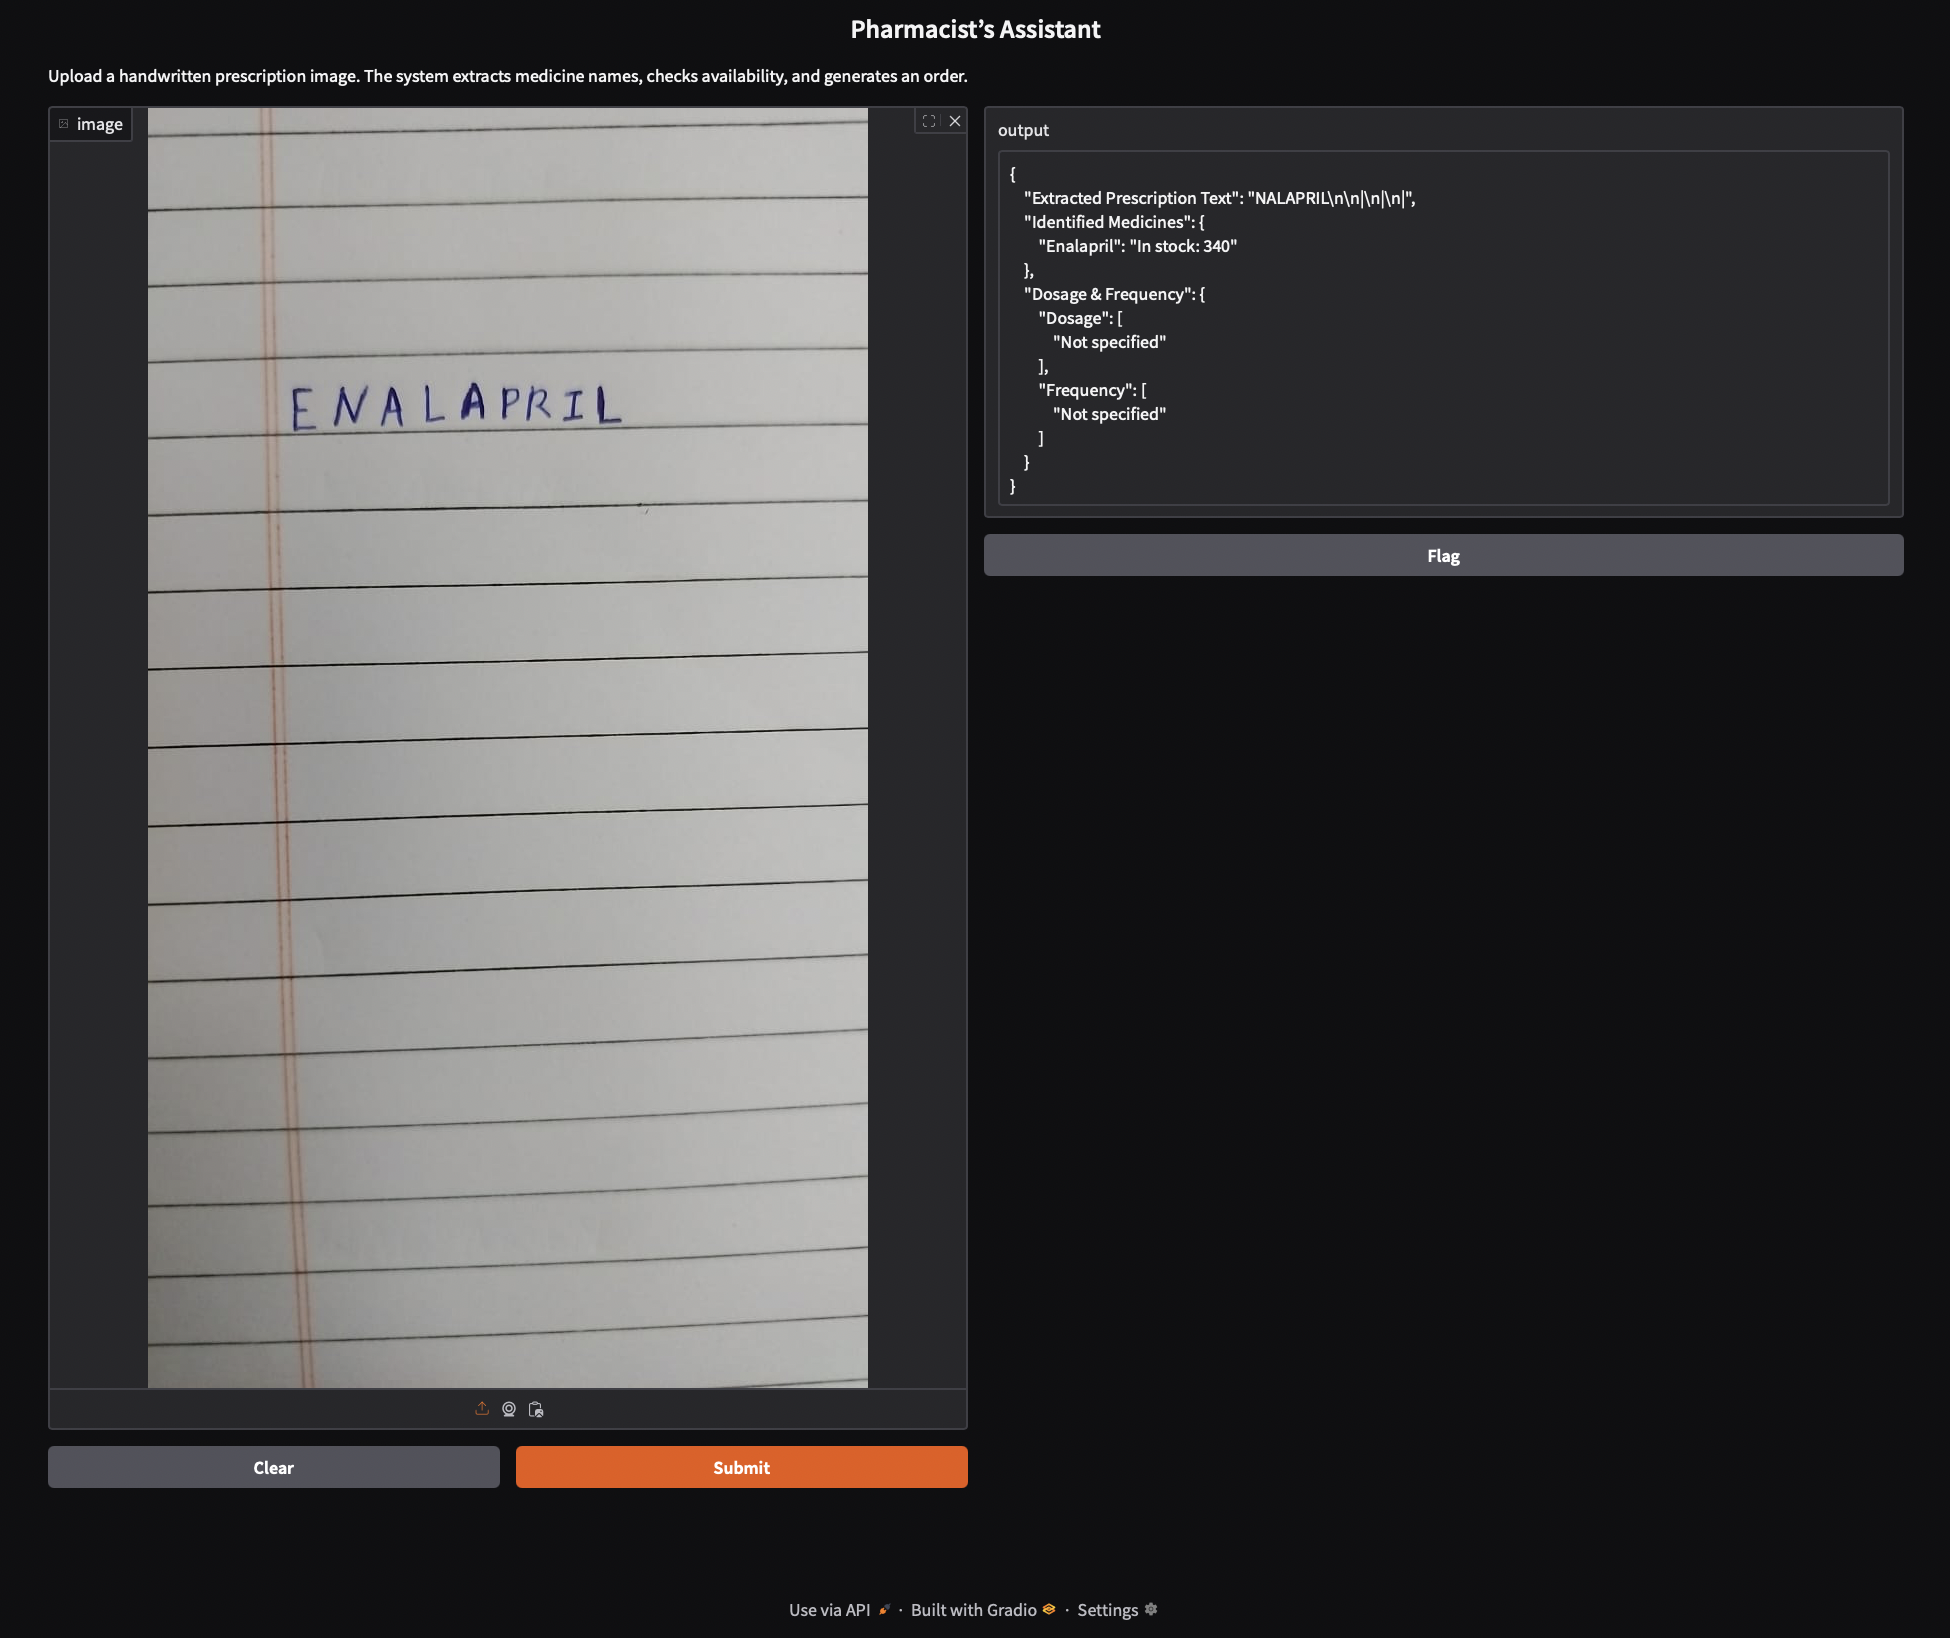 Pharmacist's Assistant
Upload a handwritten prescription image. The system extracts medicine names, checks availability, and generates an order.
image
ENALAPRIL
Clear
Submit
output
{
"Extracted Prescription Text": "NALAPRIL\n\n|\n|\n|",
"Identified Medicines": {
"Enalapril": "In stock: 340"
},
"Dosage & Frequency": {
"Dosage": [
"Not specified"
],
"Frequency": [
"Not specified"
]
}
}
Flag
Use via API · Built with Gradio · Settings